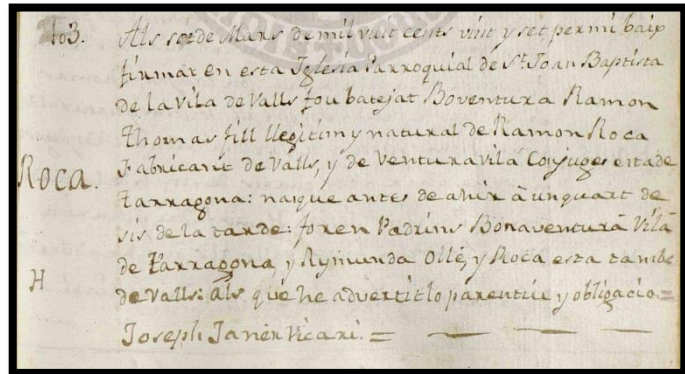 103.
Als set de Mars de mil vuit cents vint y set per mi baix
firmat en esta Iglesia Parroquial de St Joan Baptista
de la Vila de Valls fou batejat Boventura Ramon
Thomas fill llegitim y natural de Ramon Roca
Roca. Fabricant de Valls, y de Ventura Vilá Conjuges esta de
Tarragona: naique antes de ahir á un quart de
sis de la tarde: foren Padrins Bonaventurá Vilá
de Tarragona, y Rymunda Ollé, y Roca esta també
H de Valls: Als que he advertit lo parentiu y obligacio=
Joseph Janer Vicari. =